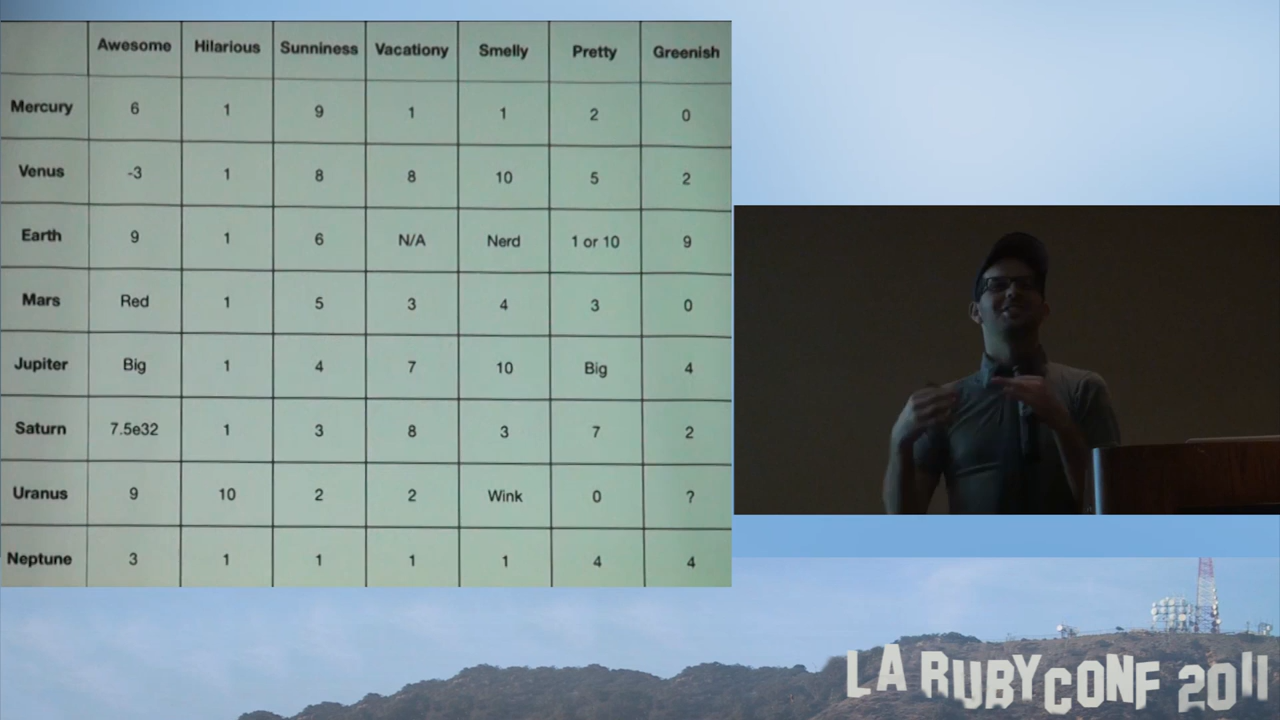 Awesome Hilarious Sunniness Vacationy Smelly Pretty Greenish
Mercury 6 1 9 1 1 2 0
Venus -3 1 8 8 10 5 2
Earth 9 1 6 N/A Nerd 1 or 10 9
Mars Red 1 5 3 4 3 0
Jupiter Big 1 4 7 10 Big 4
Saturn 7.5e32 1 3 8 3 7 2
Uranus 9 10 2 2 Wink 0 ?
Neptune 3 1 1 1 1 4 4
LA RUBYCONF 2011